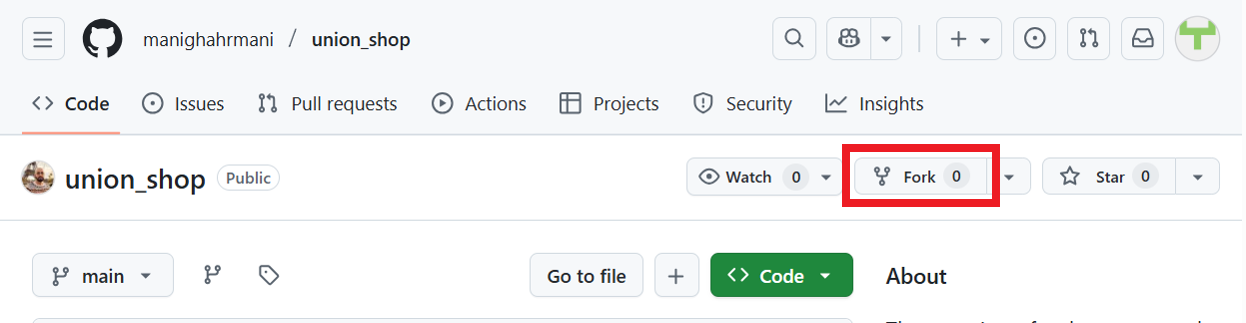 manighahrmani / union_shop
Code Issues Pull requests Actions Projects Security Insights
union_shop Public Watch 0 Fork 0 Star 0
main Go to file + Code About